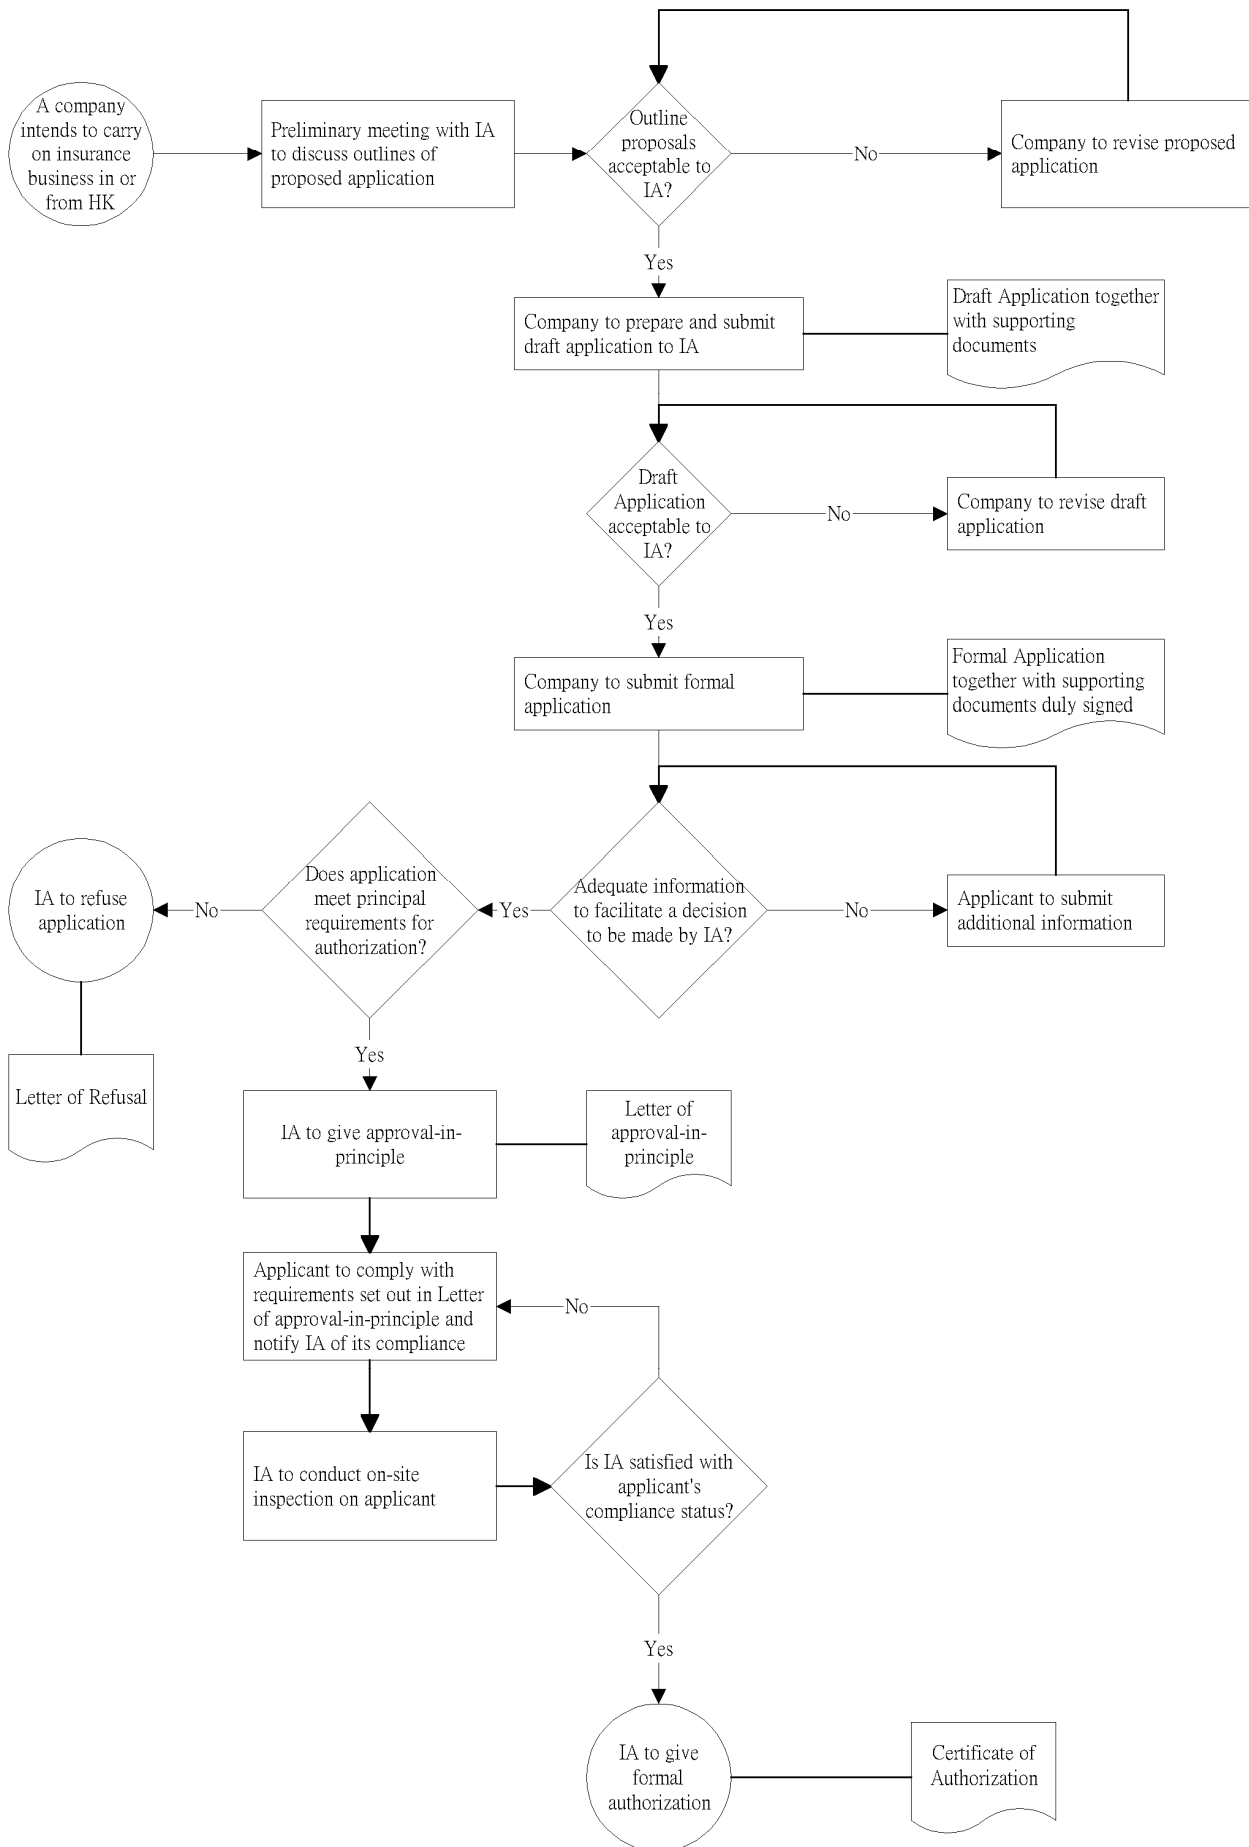 A company
intends to carry
on insurance
business in or
from HK
Preliminary meeting with IA
to discuss outlines of
proposed application
Outline
proposals
acceptable to
IA?
No
Company to revise proposed
application
Yes
Company to prepare and submit
draft application to IA
Draft Application together
with supporting
documents
Draft
Application
acceptable to
IA?
No
Company to revise draft
application
Yes
Company to submit formal
application
Formal Application
together with supporting
documents duly signed
IA to refuse
application
No
Does application
meet principal
requirements for
authorization?
Yes
Adequate information
to facilitate a decision
to be made by IA?
No
Applicant to submit
additional information
Letter of Refusal
Yes
IA to give approval-in-
principle
Letter of
approval-in-
principle
Applicant to comply with
requirements set out in Letter
of approval-in-principle and
notify IA of its compliance
No
IA to conduct on-site
inspection on applicant
Is IA satisfied with
applicant's
compliance status?
Yes
IA to give
formal
authorization
Certificate of
Authorization